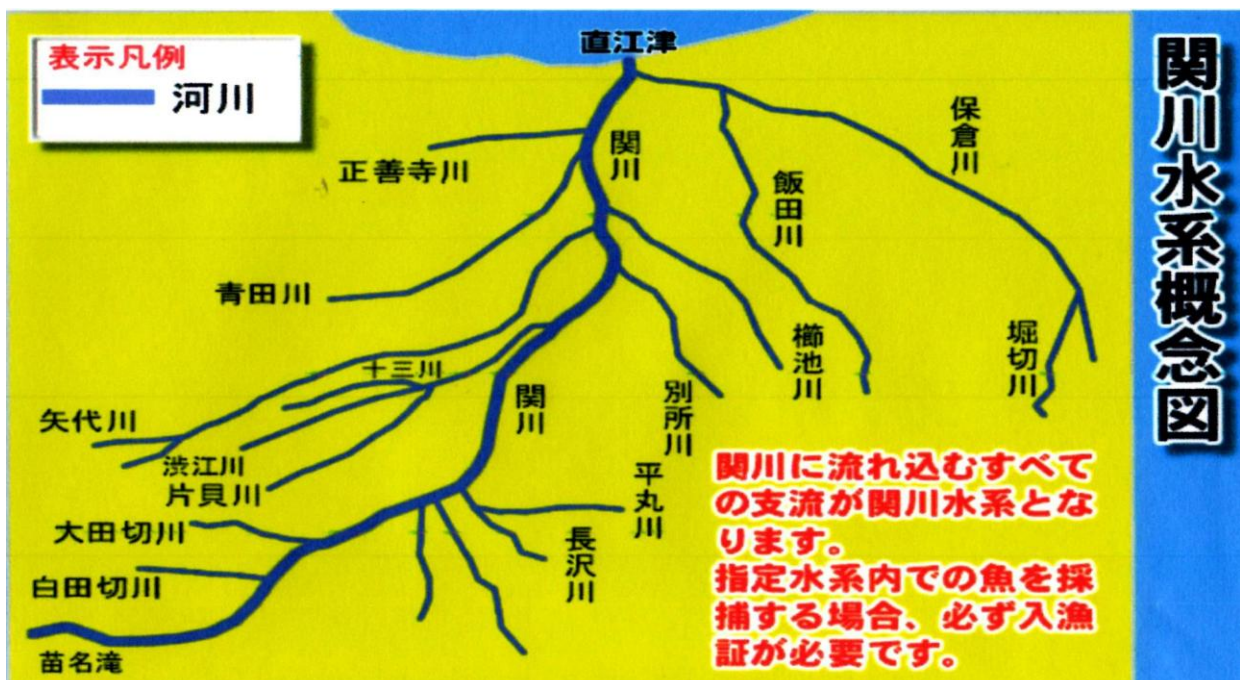 表示凡例
河川
関川水系概念図
直江津
保倉川
関川
正善寺川
飯田川
青田川
櫛池川
堀切川
十三川
別所川
関川
矢代川
渋江川
片貝川
平丸川
大田切川
長沢川
白田切川
苗名滝
関川に流れ込むすべて
の支流が関川水系とな
ります。
指定水系内での魚を採
捕する場合、必ず入漁
証が必要です。